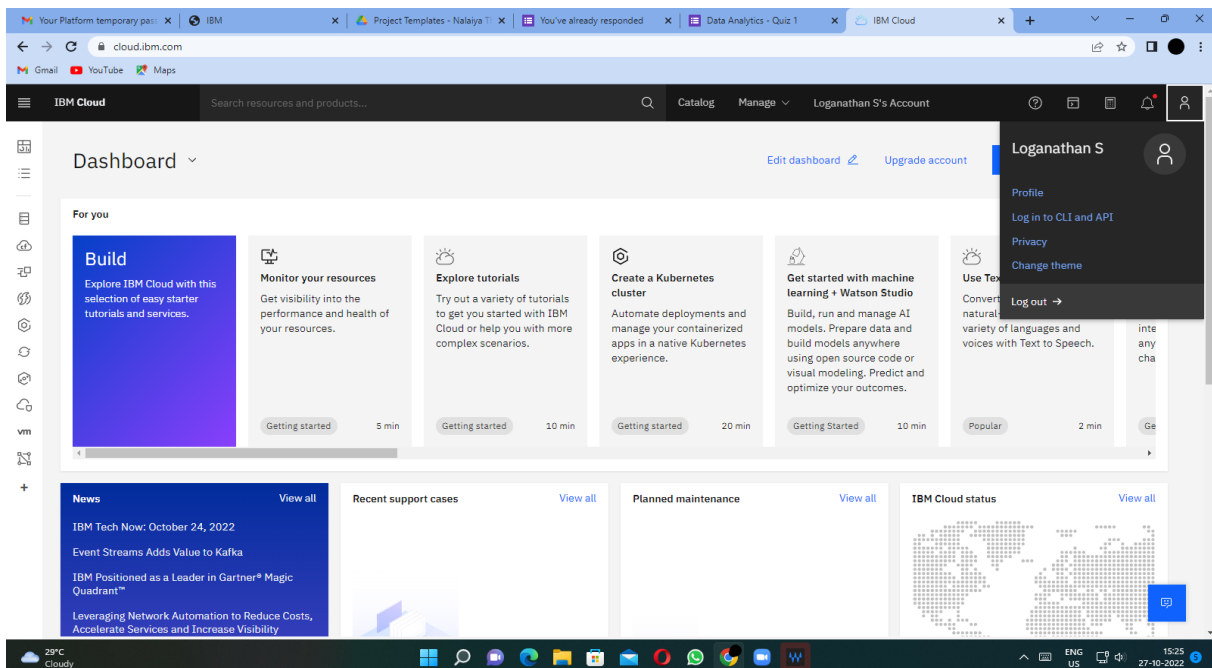 Your Platform temporary pass
IBM
Project Templates - Nalaiya T
You've already responded
Data Analytics - Quiz 1
IBM Cloud
cloud.ibm.com
Gmail
YouTube
Maps
IBM Cloud
Search resources and products...
Catalog
Manage
Loganathan S's Account
Dashboard
Edit dashboard
Upgrade account
Loganathan S
Profile
Log in to CLI and API
Privacy
Change theme
Log out →
For you
Build
Explore IBM Cloud with this
selection of easy starter
tutorials and services.
Monitor your resources
Get visibility into the
performance and health of
your resources.
Getting started
5 min
Explore tutorials
Try out a variety of tutorials
to get you started with IBM
Cloud or help you with more
complex scenarios.
Getting started
10 min
Create a Kubernetes
cluster
Automate deployments and
manage your containerized
apps in a native Kubernetes
experience.
Getting started
20 min
Get started with machine
learning + Watson Studio
Build, run and manage AI
models. Prepare data and
build models anywhere
using open source code or
visual modeling. Predict and
optimize your outcomes.
Getting Started
10 min
Use Tex
Convert
natural-
variety of languages and
voices with Text to Speech.
Popular
2 min
inte
any
cha
Ge
vm
News
View all
IBM Tech Now: October 24, 2022
Event Streams Adds Value to Kafka
IBM Positioned as a Leader in Gartner® Magic
Quadrant™
Leveraging Network Automation to Reduce Costs,
Accelerate Services and Increase Visibility
Recent support cases
View all
Planned maintenance
View all
IBM Cloud status
View all
29°C
Cloudy
ENG
US
15:25
27-10-2022
5